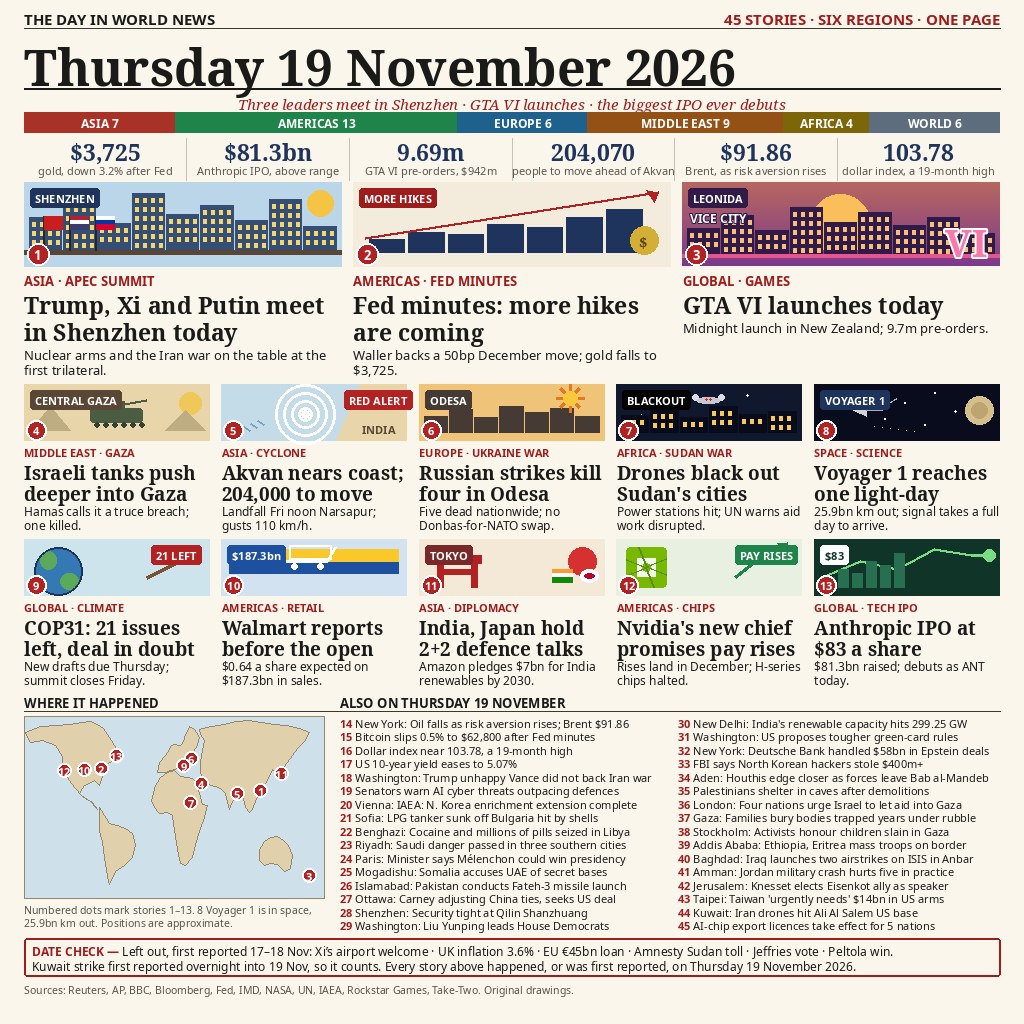 THE DAY IN WORLD NEWS
45 STORIES · SIX REGIONS · ONE PAGE
Thursday 19 November 2026
Three leaders meet in Shenzhen · GTA VI launches · the biggest IPO ever debuts
ASIA 7
AMERICAS 13
EUROPE 6
MIDDLE EAST 9
AFRICA 4
WORLD 6
$3,725
gold, down 3.2% after Fed
$81.3bn
Anthropic IPO, above range
9.69m
GTA VI pre-orders, $942m
204,070
people to move ahead of Akvan
$91.86
Brent, as risk aversion rises
103.78
dollar index, a 19-month high
SHENZHEN
1
ASIA · APEC SUMMIT
Trump, Xi and Putin meet
in Shenzhen today
Nuclear arms and the Iran war on the table at the
first trilateral.
MORE HIKES
$
2
AMERICAS · FED MINUTES
Fed minutes: more hikes
are coming
Waller backs a 50bp December move; gold falls to
$3,725.
LEONIDA
VICE CITY
VI
3
GLOBAL · GAMES
GTA VI launches today
Midnight launch in New Zealand; 9.7m pre-orders.
CENTRAL GAZA
4
MIDDLE EAST · GAZA
Israeli tanks push
deeper into Gaza
Hamas calls it a truce breach;
one killed.
RED ALERT
INDIA
5
ASIA · CYCLONE
Akvan nears coast;
204,000 to move
Landfall Fri noon Narsapur;
gusts 110 km/h.
ODESA
6
EUROPE · UKRAINE WAR
Russian strikes kill
four in Odesa
Five dead nationwide; no
Donbas-for-NATO swap.
BLACKOUT
7
AFRICA · SUDAN WAR
Drones black out
Sudan's cities
Power stations hit; UN warns aid
work disrupted.
VOYAGER 1
8
SPACE · SCIENCE
Voyager 1 reaches
one light-day
25.9bn km out; signal takes a full
day to arrive.
21 LEFT
9
GLOBAL · CLIMATE
COP31: 21 issues
left, deal in doubt
New drafts due Thursday;
summit closes Friday.
$187.3bn
10
AMERICAS · RETAIL
Walmart reports
before the open
$0.64 a share expected on
$187.3bn in sales.
TOKYO
11
ASIA · DIPLOMACY
India, Japan hold
2+2 defence talks
Amazon pledges $7bn for India
renewables by 2030.
PAY RISES
12
AMERICAS · CHIPS
Nvidia's new chief
promises pay rises
Rises land in December; H-series
chips halted.
$83
13
GLOBAL · TECH IPO
Anthropic IPO at
$83 a share
$81.3bn raised; debuts as ANT
today.
WHERE IT HAPPENED
13
12
10
2
9
6
4
7
5
1
11
3
Numbered dots mark stories 1–13. 8 Voyager 1 is in space,
25.9bn km out. Positions are approximate.
ALSO ON THURSDAY 19 NOVEMBER
14 New York: Oil falls as risk aversion rises; Brent $91.86
15 Bitcoin slips 0.5% to $62,800 after Fed minutes
16 Dollar index near 103.78, a 19-month high
17 US 10-year yield eases to 5.07%
18 Washington: Trump unhappy Vance did not back Iran war
19 Senators warn AI cyber threats outpacing defences
20 Vienna: IAEA: N. Korea enrichment extension complete
21 Sofia: LPG tanker sunk off Bulgaria hit by shells
22 Benghazi: Cocaine and millions of pills seized in Libya
23 Riyadh: Saudi danger passed in three southern cities
24 Paris: Minister says Mélenchon could win presidency
25 Mogadishu: Somalia accuses UAE of secret bases
26 Islamabad: Pakistan conducts Fateh-3 missile launch
27 Ottawa: Carney adjusting China ties, seeks US deal
28 Shenzhen: Security tight at Qilin Shanzhuang
29 Washington: Liu Yunping leads House Democrats
30 New Delhi: India's renewable capacity hits 299.25 GW
31 Washington: US proposes tougher green-card rules
32 New York: Deutsche Bank handled $58bn in Epstein deals
33 FBI says North Korean hackers stole $400m+
34 Aden: Houthis edge closer as forces leave Bab al-Mandeb
35 Palestinians shelter in caves after demolitions
36 London: Four nations urge Israel to let aid into Gaza
37 Gaza: Families bury bodies trapped years under rubble
38 Stockholm: Activists honour children slain in Gaza
39 Addis Ababa: Ethiopia, Eritrea mass troops on border
40 Baghdad: Iraq launches two airstrikes on ISIS in Anbar
41 Amman: Jordan military crash hurts five in practice
42 Jerusalem: Knesset elects Eisenkot ally as speaker
43 Taipei: Taiwan 'urgently needs' $14bn in US arms
44 Kuwait: Iran drones hit Ali Al Salem US base
45 AI-chip export licences take effect for 5 nations
DATE CHECK — Left out, first reported 17–18 Nov: Xi's airport welcome · UK inflation 3.6% · EU €45bn loan · Amnesty Sudan toll · Jeffries vote · Peltola win.
Kuwait strike first reported overnight into 19 Nov, so it counts. Every story above happened, or was first reported, on Thursday 19 November 2026.
Sources: Reuters, AP, BBC, Bloomberg, Fed, IMD, NASA, UN, IAEA, Rockstar Games, Take-Two. Original drawings.